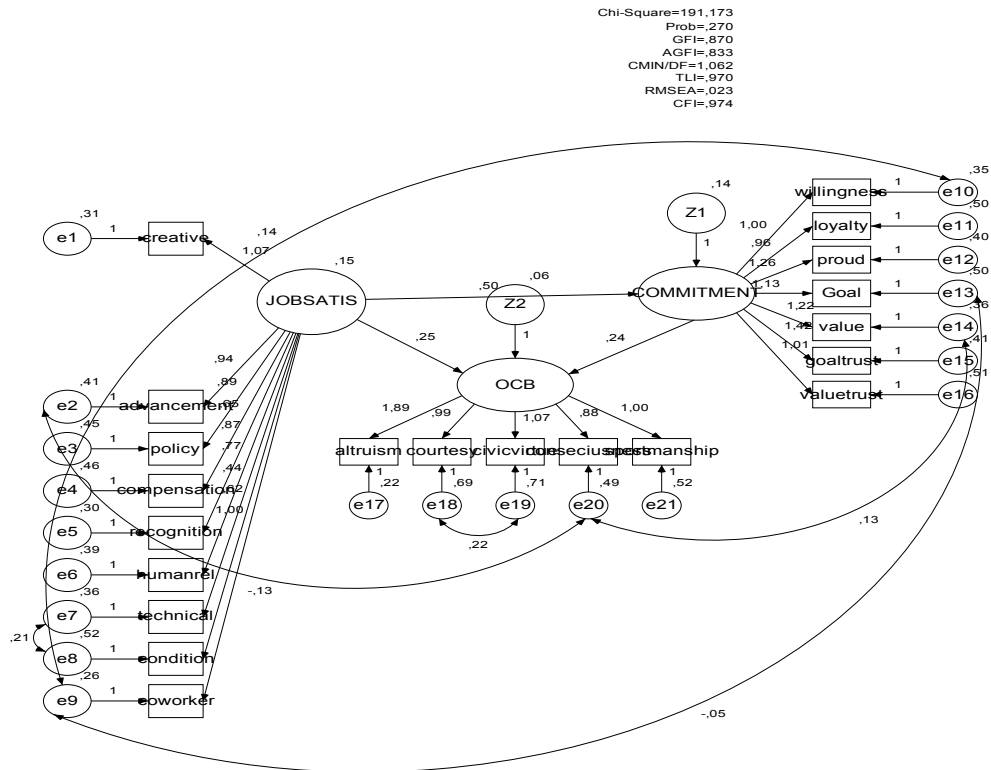 Chi-Square=191,173
Prob=,270
GFI=,870
AGFI=,833
CMIN/DF=1,062
TLI=,970
RMSEA=,023
CFI=,974
e1
,31
1
creative
1,07
,14
JOBSATIS
,15
,50
Z2
,06
1
Z1
,14
1
COMMITMENT
,25
,24
OCB
1,00
,96
1,26
1,13
1,22
1,42
1,01
willingness
1
e10
,35
loyalty
1
e11
,50
proud
1
e12
,40
Goal
1
e13
,50
value
1
e14
,36
goaltrust
1
e15
,41
valuetrust
1
e16
,51
,94
,89
,87
,77
,44
1,00
e2
,41
1
advancement
e3
,45
1
policy
e4
,46
1
compensation
e5
,30
1
recognition
e6
,39
1
humanrel
e7
,36
1
technical
e8
,52
1
condition
e9
,26
1
coworker
,21
1,89
,99
1,07
,88
1,00
altruism
courtesy
civicvirtue
sportsmanship
1
,22
1
,69
1
,71
1
,49
1
,52
e17
e18
e19
e20
e21
,22
-,13
,13
-,05